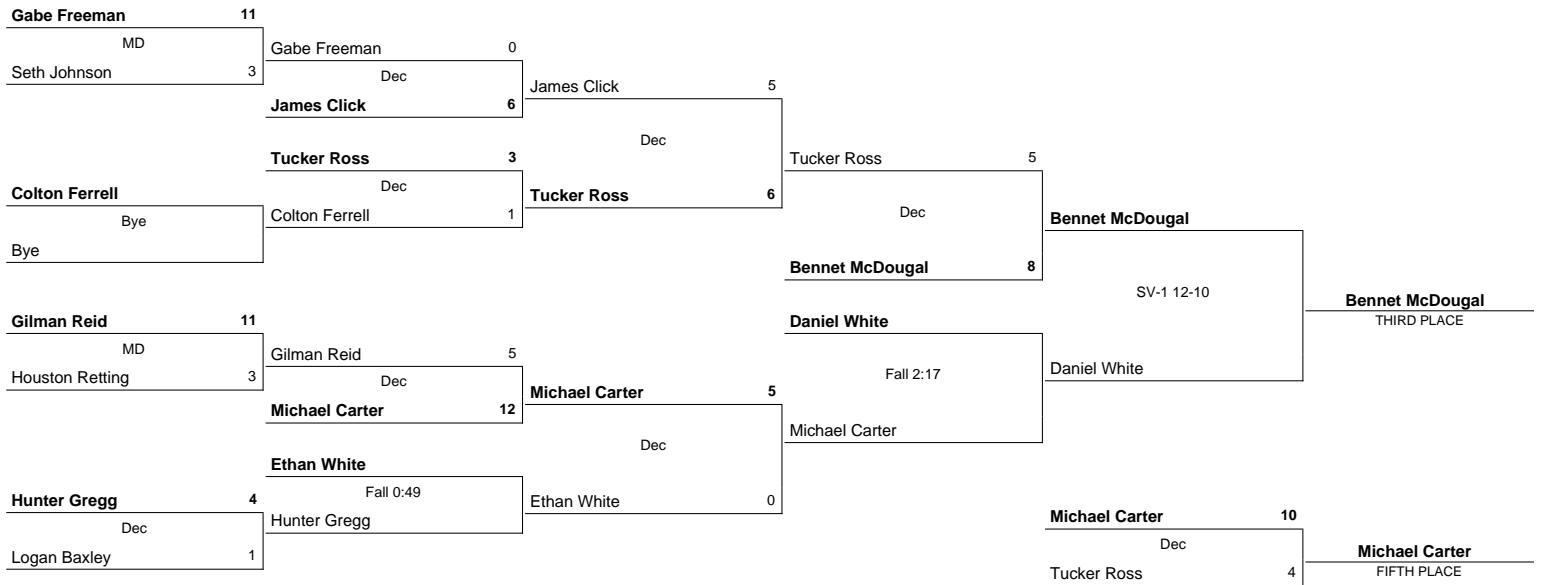 Gabe Freeman 11
MD
Seth Johnson 3
Gabe Freeman 0
Dec
James Click 6
James Click 5
Dec
Tucker Ross 6
Tucker Ross 3
Dec
Colton Ferrell 1
Colton Ferrell
Bye
Bye
Tucker Ross 5
Dec
Bennet McDougal 8
Bennet McDougal
SV-1 12-10
Daniel White
Bennet McDougal
THIRD PLACE
Gilman Reid 11
MD
Houston Retting 3
Gilman Reid 5
Dec
Michael Carter 12
Michael Carter 5
Dec
Ethan White 0
Daniel White
Fall 2:17
Michael Carter
Ethan White
Fall 0:49
Hunter Gregg
Hunter Gregg 4
Dec
Logan Baxley 1
Michael Carter 10
Dec
Tucker Ross 4
Michael Carter
FIFTH PLACE